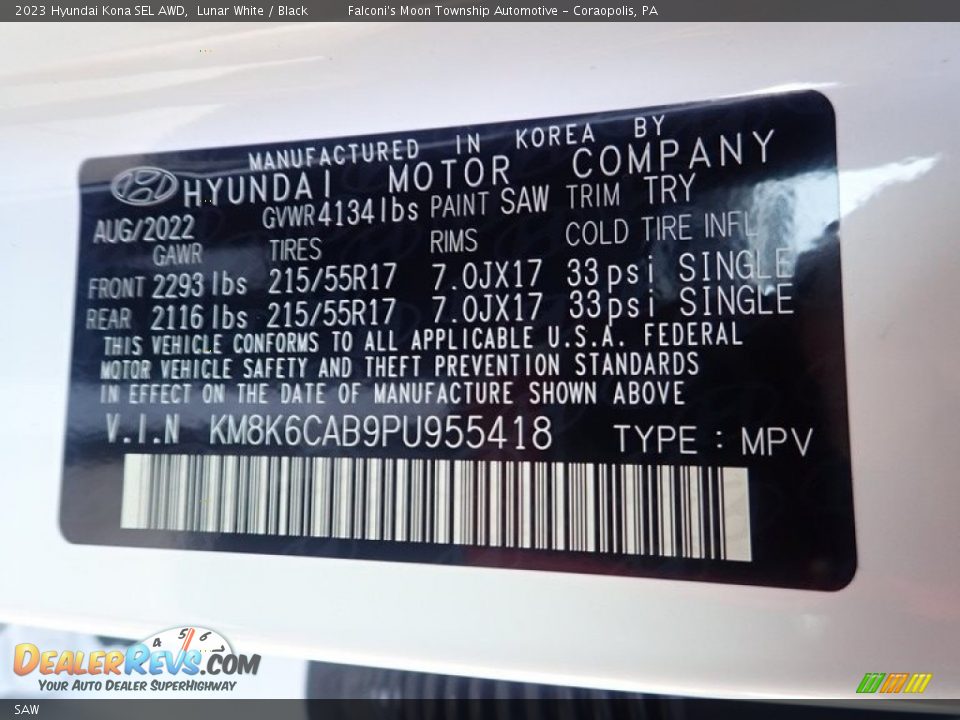 2023 Hyundai Kona SEL AWD, Lunar White / Black Falconi's Moon Township Automotive - Coraopolis, PA
MANUFACTURED IN KOREA BY
HYUNDAI MOTOR COMPANY
AUG/2022 GVWR 4134 lbs PAINT SAW TRIM TRY
GAWR TIRES RIMS COLD TIRE INFL
FRONT 2293 lbs 215/55R17 7.0JX17 33psi SINGLE
REAR 2116 lbs 215/55R17 7.0JX17 33psi SINGLE
THIS VEHICLE CONFORMS TO ALL APPLICABLE U.S.A. FEDERAL
MOTOR VEHICLE SAFETY AND THEFT PREVENTION STANDARDS
IN EFFECT ON THE DATE OF MANUFACTURE SHOWN ABOVE
V.I.N KM8K6CAB9PU955418 TYPE : MPV
4 5 6
DEALERREVS.COM
YOUR AUTO DEALER SUPERHIGHWAY
SAW